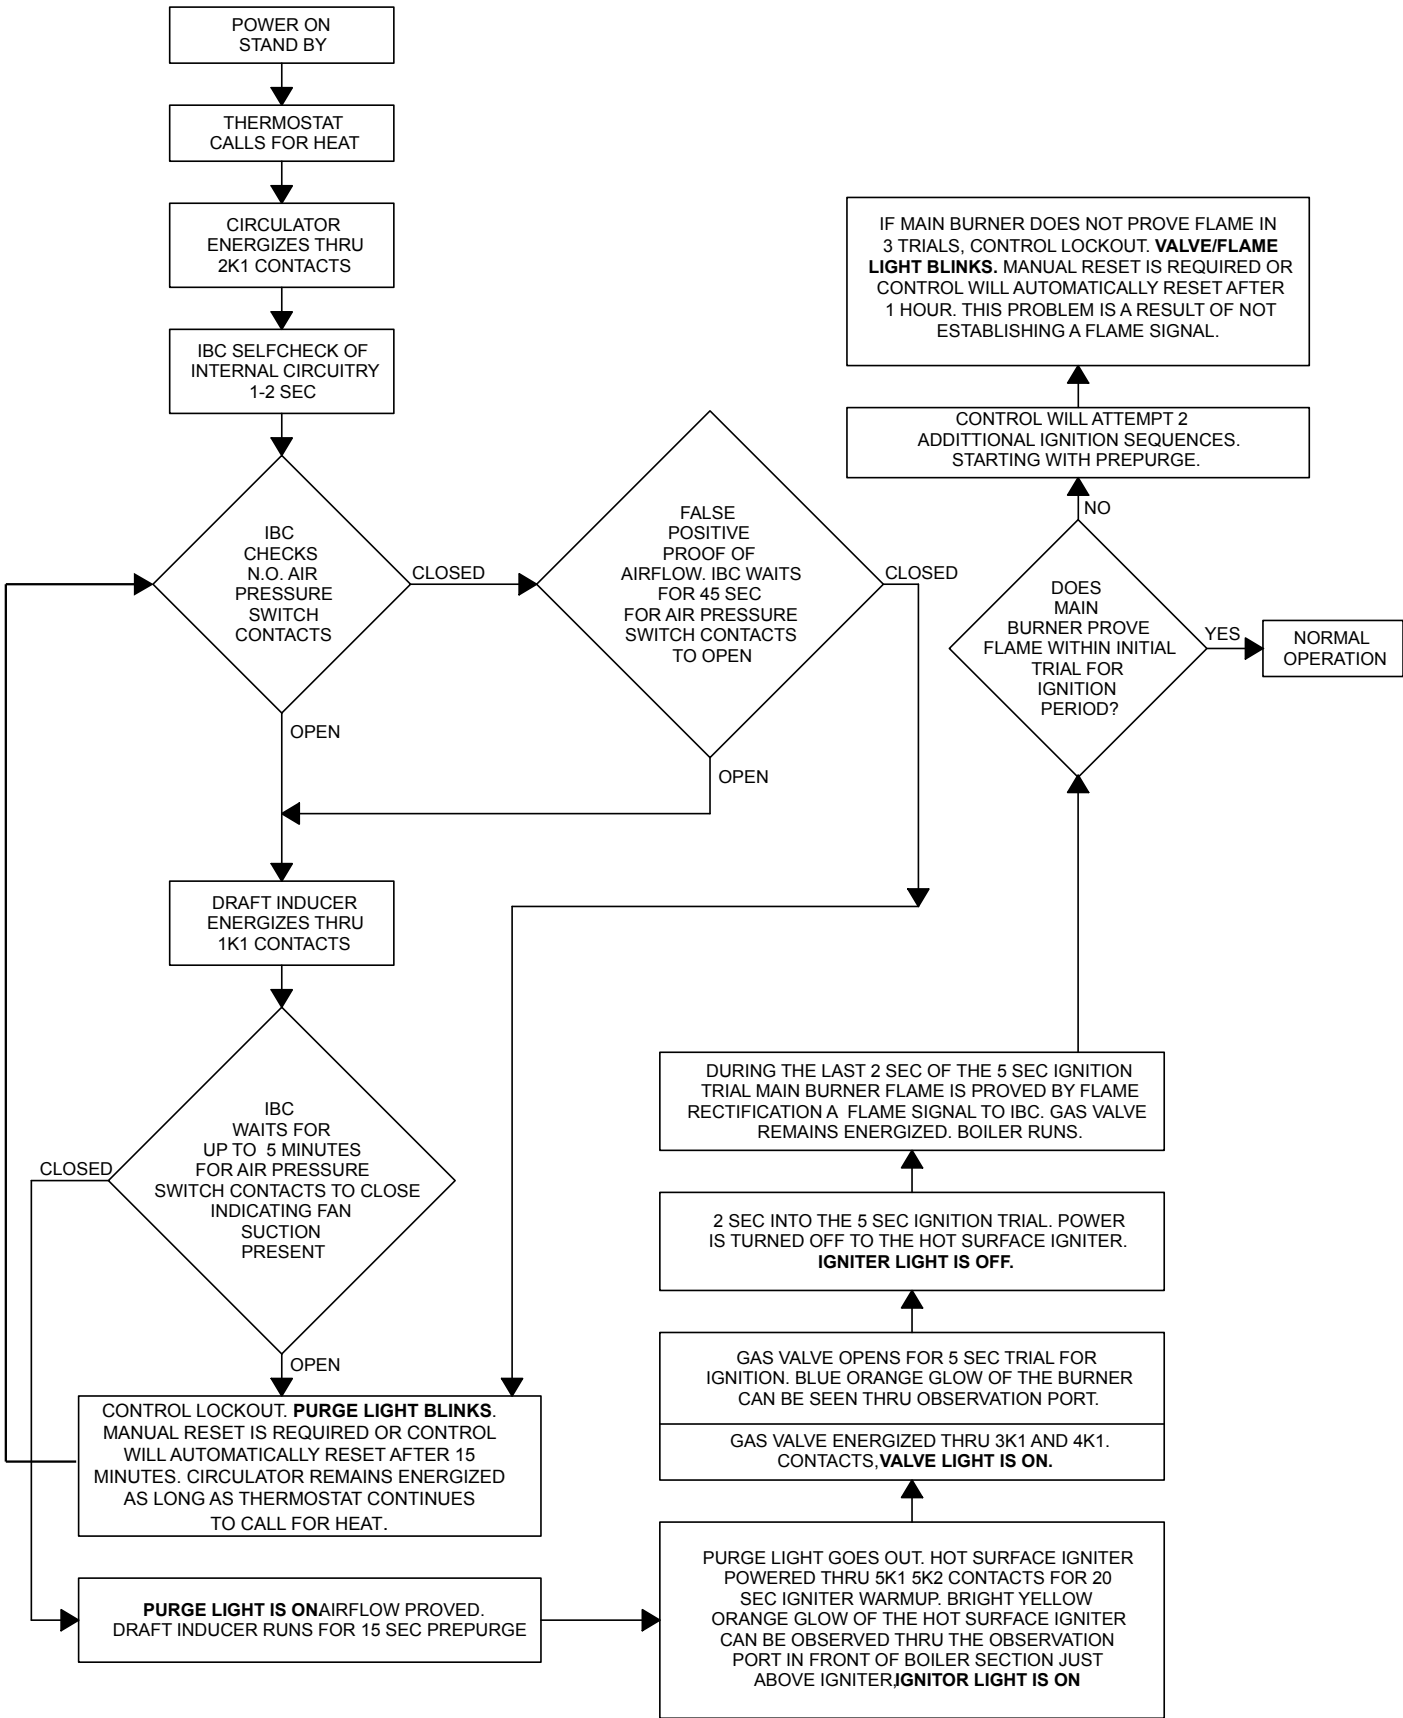 POWER ON
STAND BY
THERMOSTAT
CALLS FOR HEAT
CIRCULATOR
ENERGIZES THRU
2K1 CONTACTS
IBC SELFCHECK OF
INTERNAL CIRCUITRY
1-2 SEC
IBC
CHECKS
N.O. AIR
PRESSURE
SWITCH
CONTACTS
CLOSED
OPEN
FALSE
POSITIVE
PROOF OF
AIRFLOW. IBC WAITS
FOR 45 SEC
FOR AIR PRESSURE
SWITCH CONTACTS
TO OPEN
CLOSED
OPEN
DRAFT INDUCER
ENERGIZES THRU
1K1 CONTACTS
IBC
WAITS FOR
UP TO 5 MINUTES
FOR AIR PRESSURE
SWITCH CONTACTS TO CLOSE
INDICATING FAN
SUCTION
PRESENT
CLOSED
OPEN
CONTROL LOCKOUT. PURGE LIGHT BLINKS.
MANUAL RESET IS REQUIRED OR CONTROL
WILL AUTOMATICALLY RESET AFTER 15
MINUTES. CIRCULATOR REMAINS ENERGIZED
AS LONG AS THERMOSTAT CONTINUES
TO CALL FOR HEAT.
PURGE LIGHT IS ONAIRFLOW PROVED.
DRAFT INDUCER RUNS FOR 15 SEC PREPURGE
PURGE LIGHT GOES OUT. HOT SURFACE IGNITER
POWERED THRU 5K1 5K2 CONTACTS FOR 20
SEC IGNITER WARMUP. BRIGHT YELLOW
ORANGE GLOW OF THE HOT SURFACE IGNITER
CAN BE OBSERVED THRU THE OBSERVATION
PORT IN FRONT OF BOILER SECTION JUST
ABOVE IGNITER,IGNITOR LIGHT IS ON
GAS VALVE OPENS FOR 5 SEC TRIAL FOR
IGNITION. BLUE ORANGE GLOW OF THE BURNER
CAN BE SEEN THRU OBSERVATION PORT.
GAS VALVE ENERGIZED THRU 3K1 AND 4K1.
CONTACTS,VALVE LIGHT IS ON.
2 SEC INTO THE 5 SEC IGNITION TRIAL. POWER
IS TURNED OFF TO THE HOT SURFACE IGNITER.
IGNITER LIGHT IS OFF.
DURING THE LAST 2 SEC OF THE 5 SEC IGNITION
TRIAL MAIN BURNER FLAME IS PROVED BY FLAME
RECTIFICATION A FLAME SIGNAL TO IBC. GAS VALVE
REMAINS ENERGIZED. BOILER RUNS.
DOES
MAIN
BURNER PROVE
FLAME WITHIN INITIAL
TRIAL FOR
IGNITION
PERIOD?
YES
NORMAL
OPERATION
NO
CONTROL WILL ATTEMPT 2
ADDITTIONAL IGNITION SEQUENCES.
STARTING WITH PREPURGE.
IF MAIN BURNER DOES NOT PROVE FLAME IN
3 TRIALS, CONTROL LOCKOUT. VALVE/FLAME
LIGHT BLINKS. MANUAL RESET IS REQUIRED OR
CONTROL WILL AUTOMATICALLY RESET AFTER
1 HOUR. THIS PROBLEM IS A RESULT OF NOT
ESTABLISHING A FLAME SIGNAL.